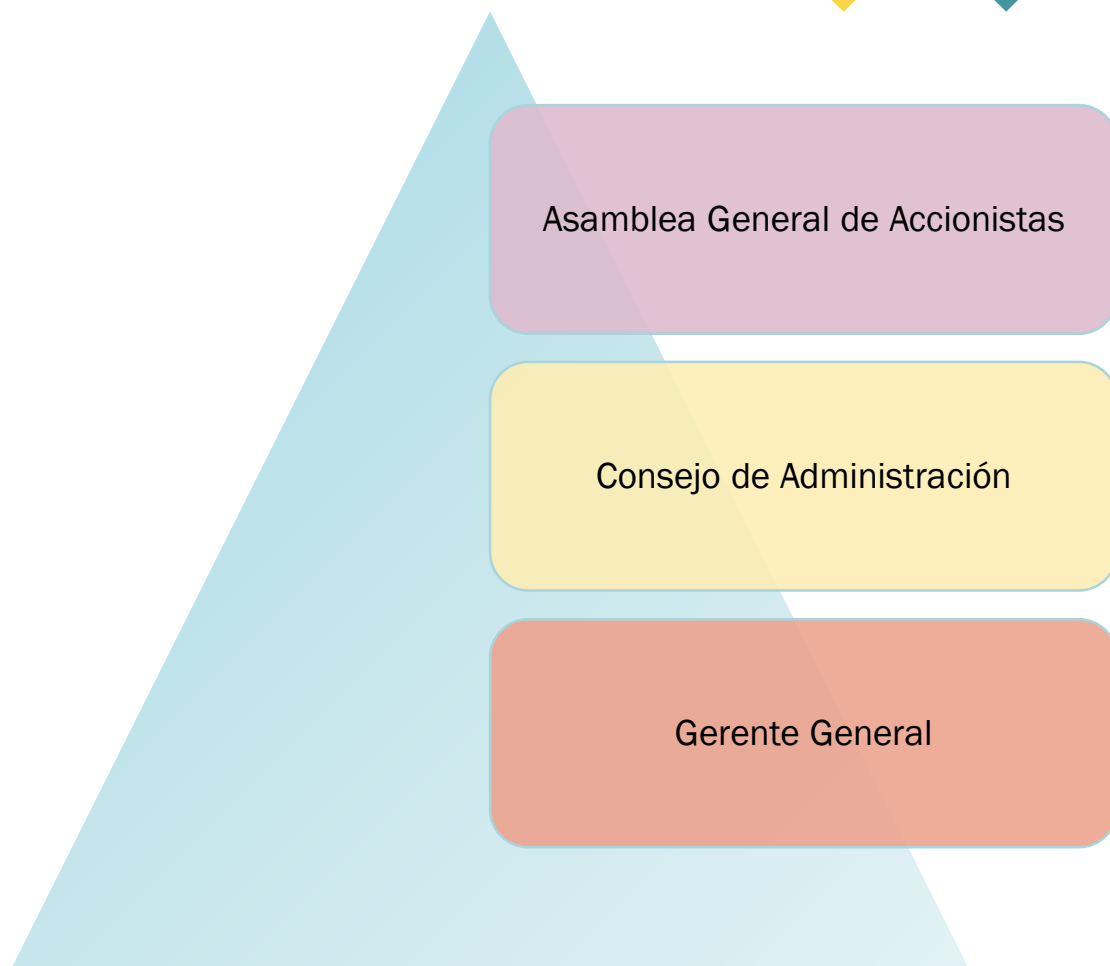 Asamblea General de Accionistas
Consejo de Administración
Gerente General